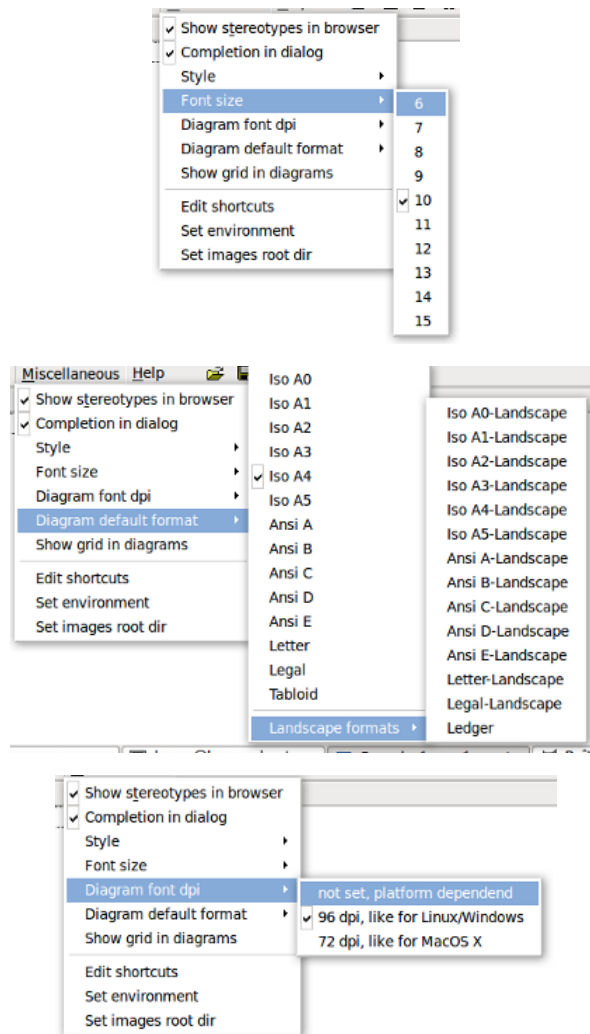 Show stereotypes in browser
Completion in dialog
Style
Font size
Diagram font dpi
Diagram default format
Show grid in diagrams
Edit shortcuts
Set environment
Set images root dir
6
7
8
9
10
11
12
13
14
15
Miscellaneous Help
Show stereotypes in browser
Completion in dialog
Style
Font size
Diagram font dpi
Diagram default format
Show grid in diagrams
Edit shortcuts
Set environment
Set images root dir
Iso A0
Iso A1
Iso A2
Iso A3
Iso A4
Iso A5
Ansi A
Ansi B
Ansi C
Ansi D
Ansi E
Letter
Legal
Tabloid
Landscape formats
Iso A0-Landscape
Iso A1-Landscape
Iso A2-Landscape
Iso A3-Landscape
Iso A4-Landscape
Iso A5-Landscape
Ansi A-Landscape
Ansi B-Landscape
Ansi C-Landscape
Ansi D-Landscape
Ansi E-Landscape
Letter-Landscape
Legal-Landscape
Ledger
Show stereotypes in browser
Completion in dialog
Style
Font size
Diagram font dpi
Diagram default format
Show grid in diagrams
Edit shortcuts
Set environment
Set images root dir
not set, platform dependend
96 dpi, like for Linux/Windows
72 dpi, like for MacOS X